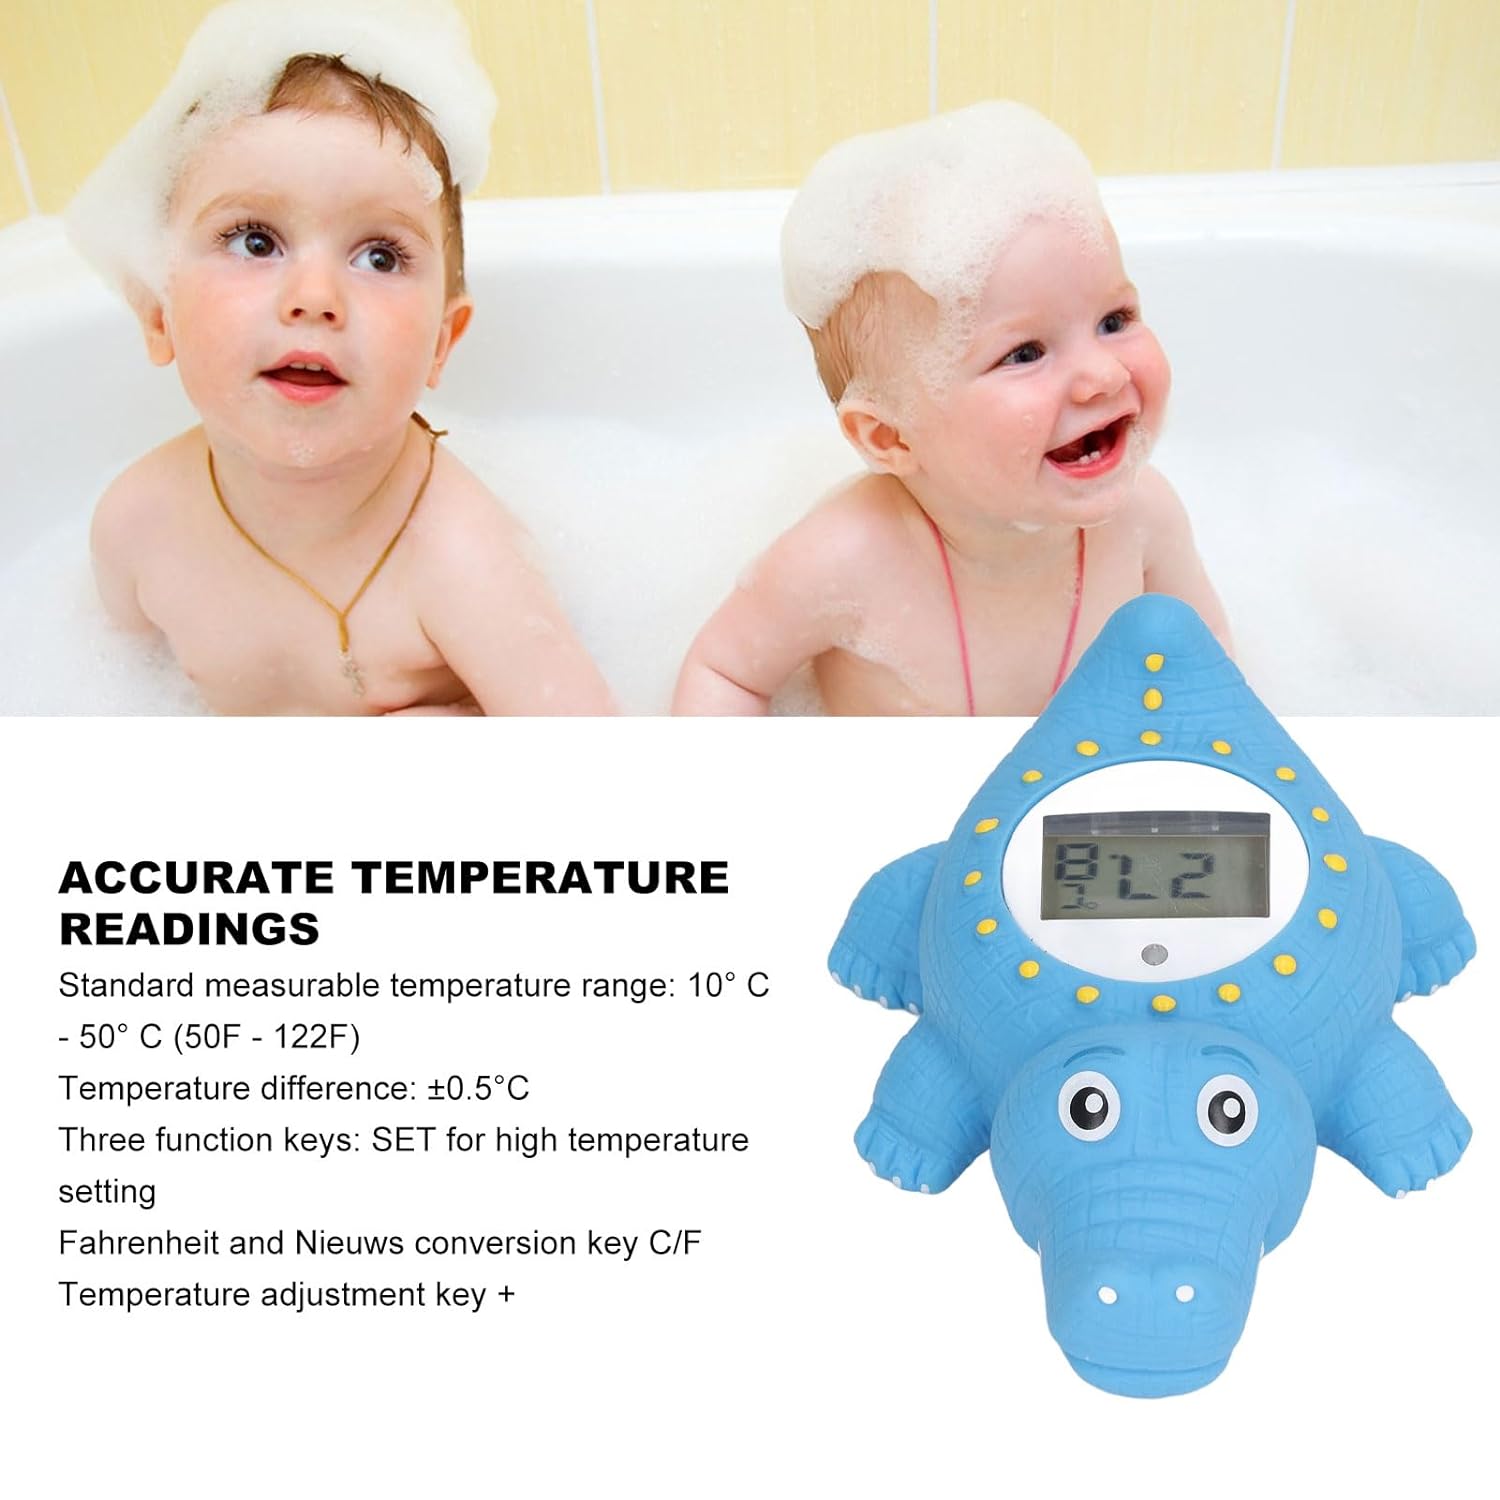 ACCURATE TEMPERATURE
READINGS
Standard measurable temperature range: 10° C
- 50° C (50F - 122F)
Temperature difference: ±0.5°C
Three function keys: SET for high temperature
setting
Fahrenheit and Nieuws conversion key C/F
Temperature adjustment key +